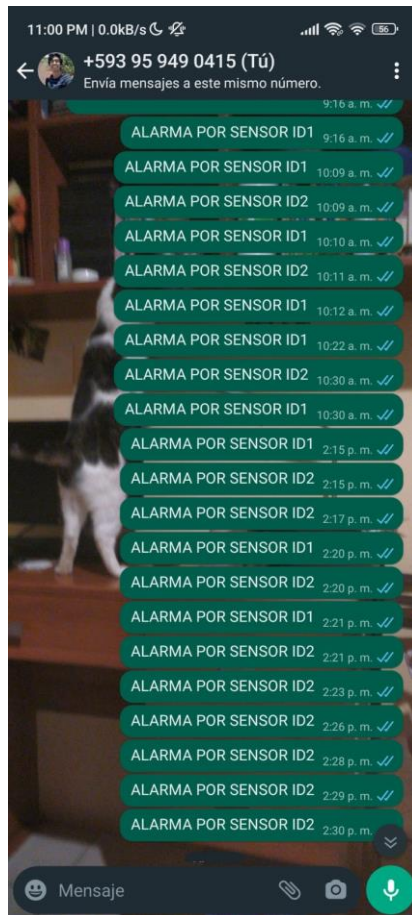 11:00 PM | 0.0kB/s
56
+593 95 949 0415 (Tú)
Envía mensajes a este mismo número.
9:16 a. m.
ALARMA POR SENSOR ID1 9:16 a. m.
ALARMA POR SENSOR ID1 10:09 a. m.
ALARMA POR SENSOR ID2 10:09 a. m.
ALARMA POR SENSOR ID1 10:10 a. m.
ALARMA POR SENSOR ID2 10:11 a. m.
ALARMA POR SENSOR ID1 10:12 a. m.
ALARMA POR SENSOR ID1 10:22 a. m.
ALARMA POR SENSOR ID2 10:30 a. m.
ALARMA POR SENSOR ID1 10:30 a. m.
ALARMA POR SENSOR ID1 2:15 p. m.
ALARMA POR SENSOR ID2 2:15 p. m.
ALARMA POR SENSOR ID2 2:17 p. m.
ALARMA POR SENSOR ID1 2:20 p. m.
ALARMA POR SENSOR ID2 2:20 p. m.
ALARMA POR SENSOR ID1 2:21 p. m.
ALARMA POR SENSOR ID2 2:21 p. m.
ALARMA POR SENSOR ID2 2:23 p. m.
ALARMA POR SENSOR ID2 2:26 p. m.
ALARMA POR SENSOR ID2 2:28 p. m.
ALARMA POR SENSOR ID2 2:29 p. m.
ALARMA POR SENSOR ID2 2:30 p. m.
Mensaje